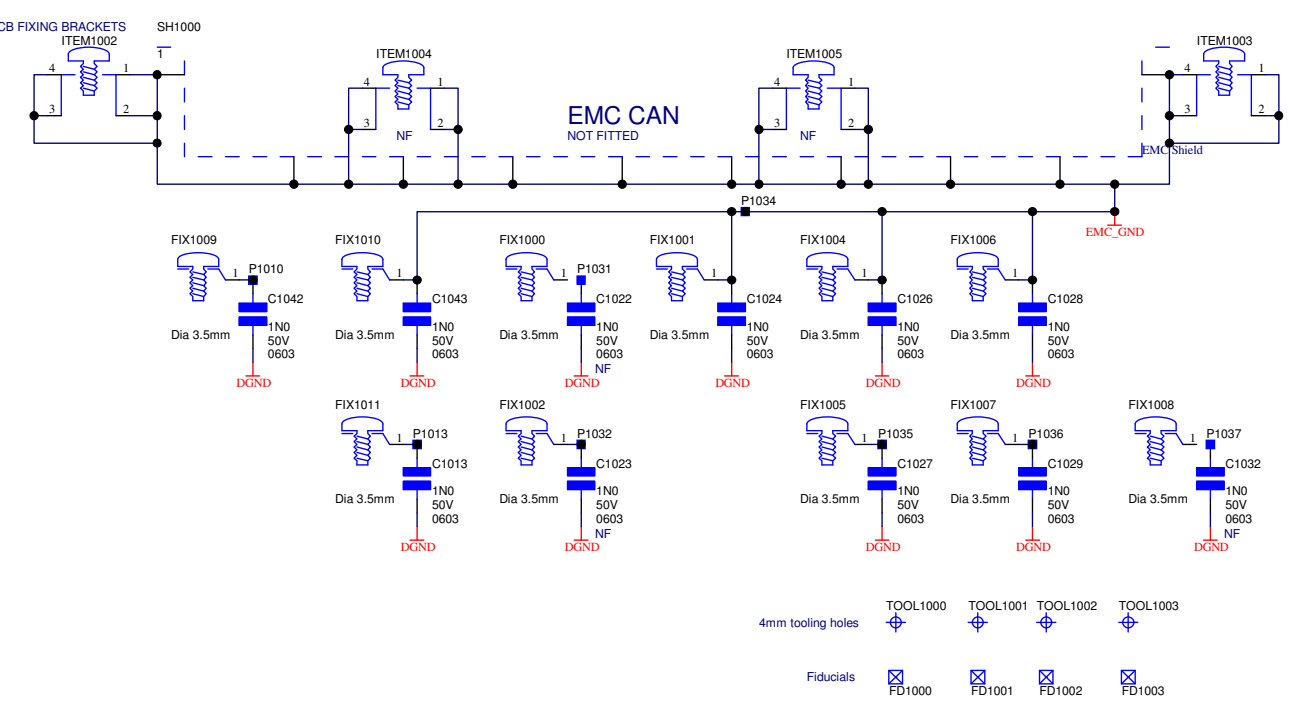 CB FIXING BRACKETS
SH1000
ITEM1002
1
4
1
3
2
ITEM1004
4
1
3
2
NF
EMC CAN
NOT FITTED
ITEM1005
4
1
3
2
NF
ITEM1003
4
1
3
2
EMC Shield
P1034
EMC_GND
FIX1009
1
P1010
C1042
Dia 3.5mm
1N0
50V
0603
DGND
FIX1010
1
C1043
Dia 3.5mm
1N0
50V
0603
DGND
FIX1000
1
P1031
C1022
Dia 3.5mm
1N0
50V
0603
NF
DGND
FIX1001
1
C1024
Dia 3.5mm
1N0
50V
0603
DGND
FIX1004
1
C1026
Dia 3.5mm
1N0
50V
0603
DGND
FIX1006
1
C1028
Dia 3.5mm
1N0
50V
0603
DGND
FIX1011
1
P1013
C1013
Dia 3.5mm
1N0
50V
0603
DGND
FIX1002
1
P1032
C1023
Dia 3.5mm
1N0
50V
0603
NF
DGND
FIX1005
1
P1035
C1027
Dia 3.5mm
1N0
50V
0603
DGND
FIX1007
1
P1036
C1029
Dia 3.5mm
1N0
50V
0603
DGND
FIX1008
1
P1037
C1032
Dia 3.5mm
1N0
50V
0603
NF
DGND
TOOL1000 TOOL1001 TOOL1002 TOOL1003
4mm tooling holes
Fiducials
FD1000 FD1001 FD1002 FD1003